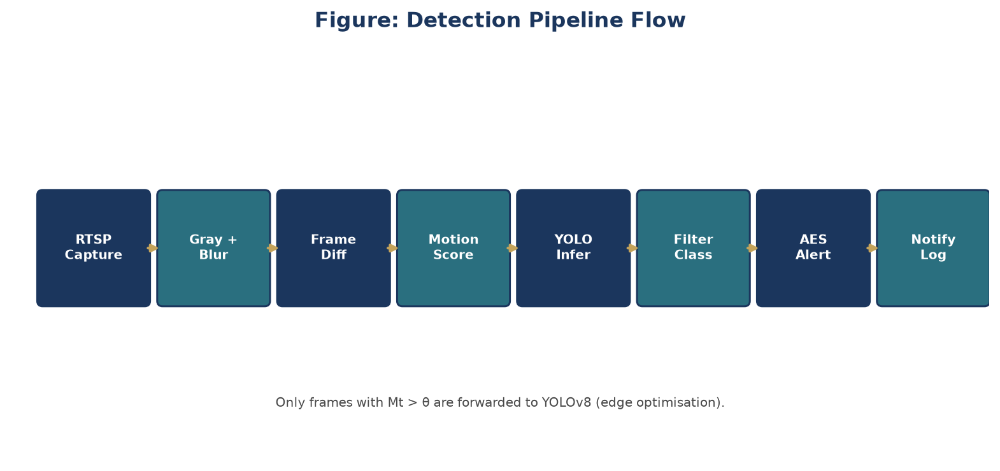 Figure: Detection Pipeline Flow
RTSP
Capture
Gray +
Blur
Frame
Diff
Motion
Score
YOLO
Infer
Filter
Class
AES
Alert
Notify
Log
Only frames with Mt > θ are forwarded to YOLOv8 (edge optimisation).